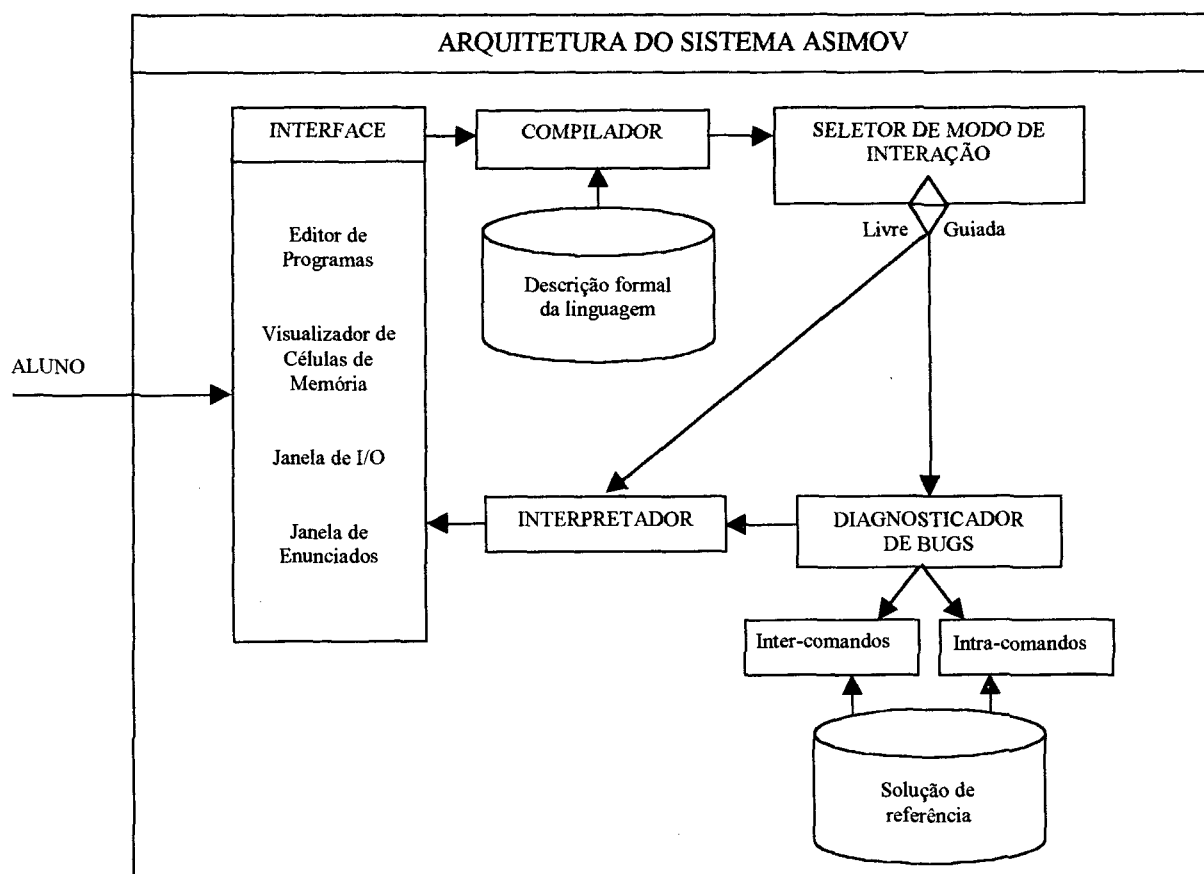 ARQUITETURA DO SISTEMA ASIMOV
INTERFACE
COMPILADOR
SELETOR DE MODO DE
INTERAÇÃO
Livre
Guiada
Editor de
Programas
Descrição formal
da linguagem
Visualizador de
Células de
Memória
ALUNO
Janela de I/O
Janela de
Enunciados
INTERPRETADOR
DIAGNOSTICADOR
DE BUGS
Inter-comandos
Intra-comandos
Solução de
referência